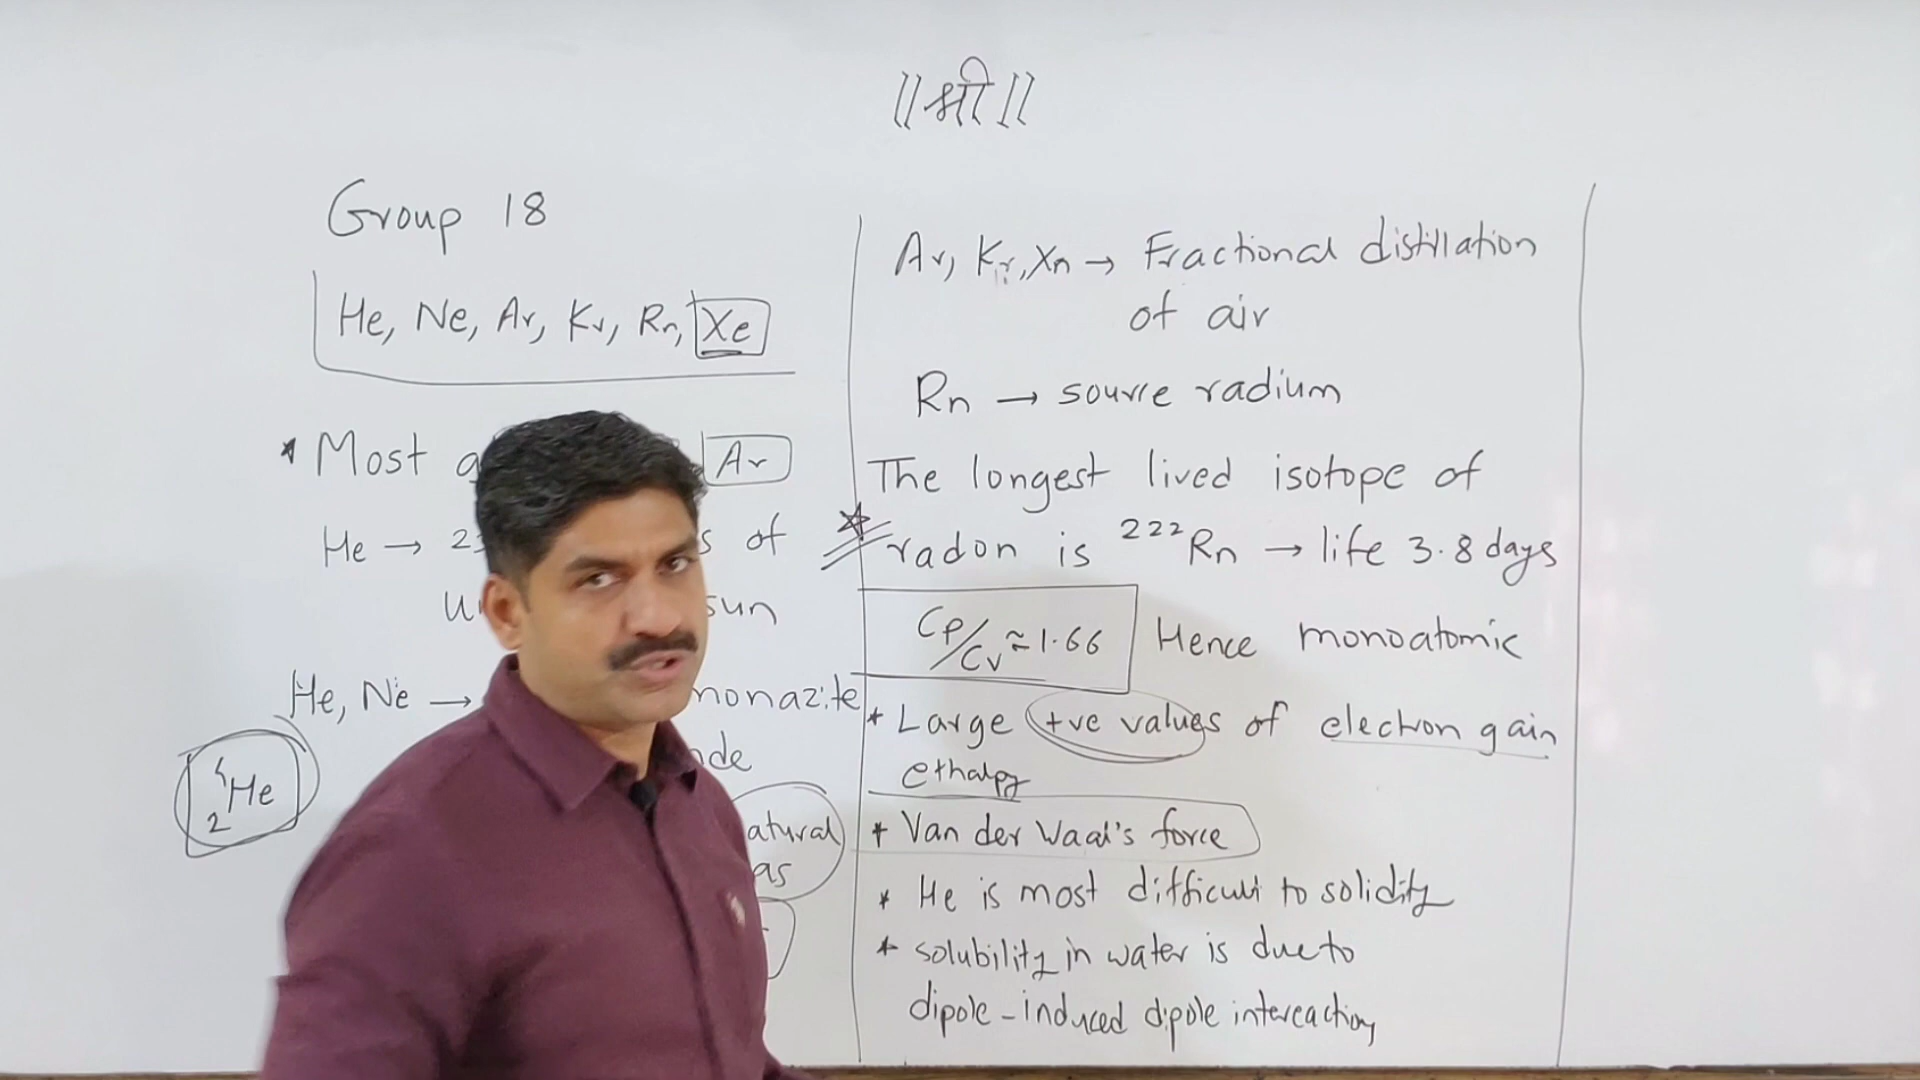 ॥ श्री ॥
Group 18
He, Ne, Ar, Kr, Rn, Xe
* Most Ar
He → of
sun
He, Ne → monazite
⁴₂He
Ar, Kr, Xn → Fractional distillation
of air
Rn → source radium
The longest lived isotope of
radon is ²²²Rn → life 3.8 days
Cp/Cv ≈ 1.66 Hence monoatomic
* Large +ve values of electron gain
ethalpy
* Van der Waal's force
* He is most difficult to solidity
* solubility in water is due to
dipole - induced dipole intereaction